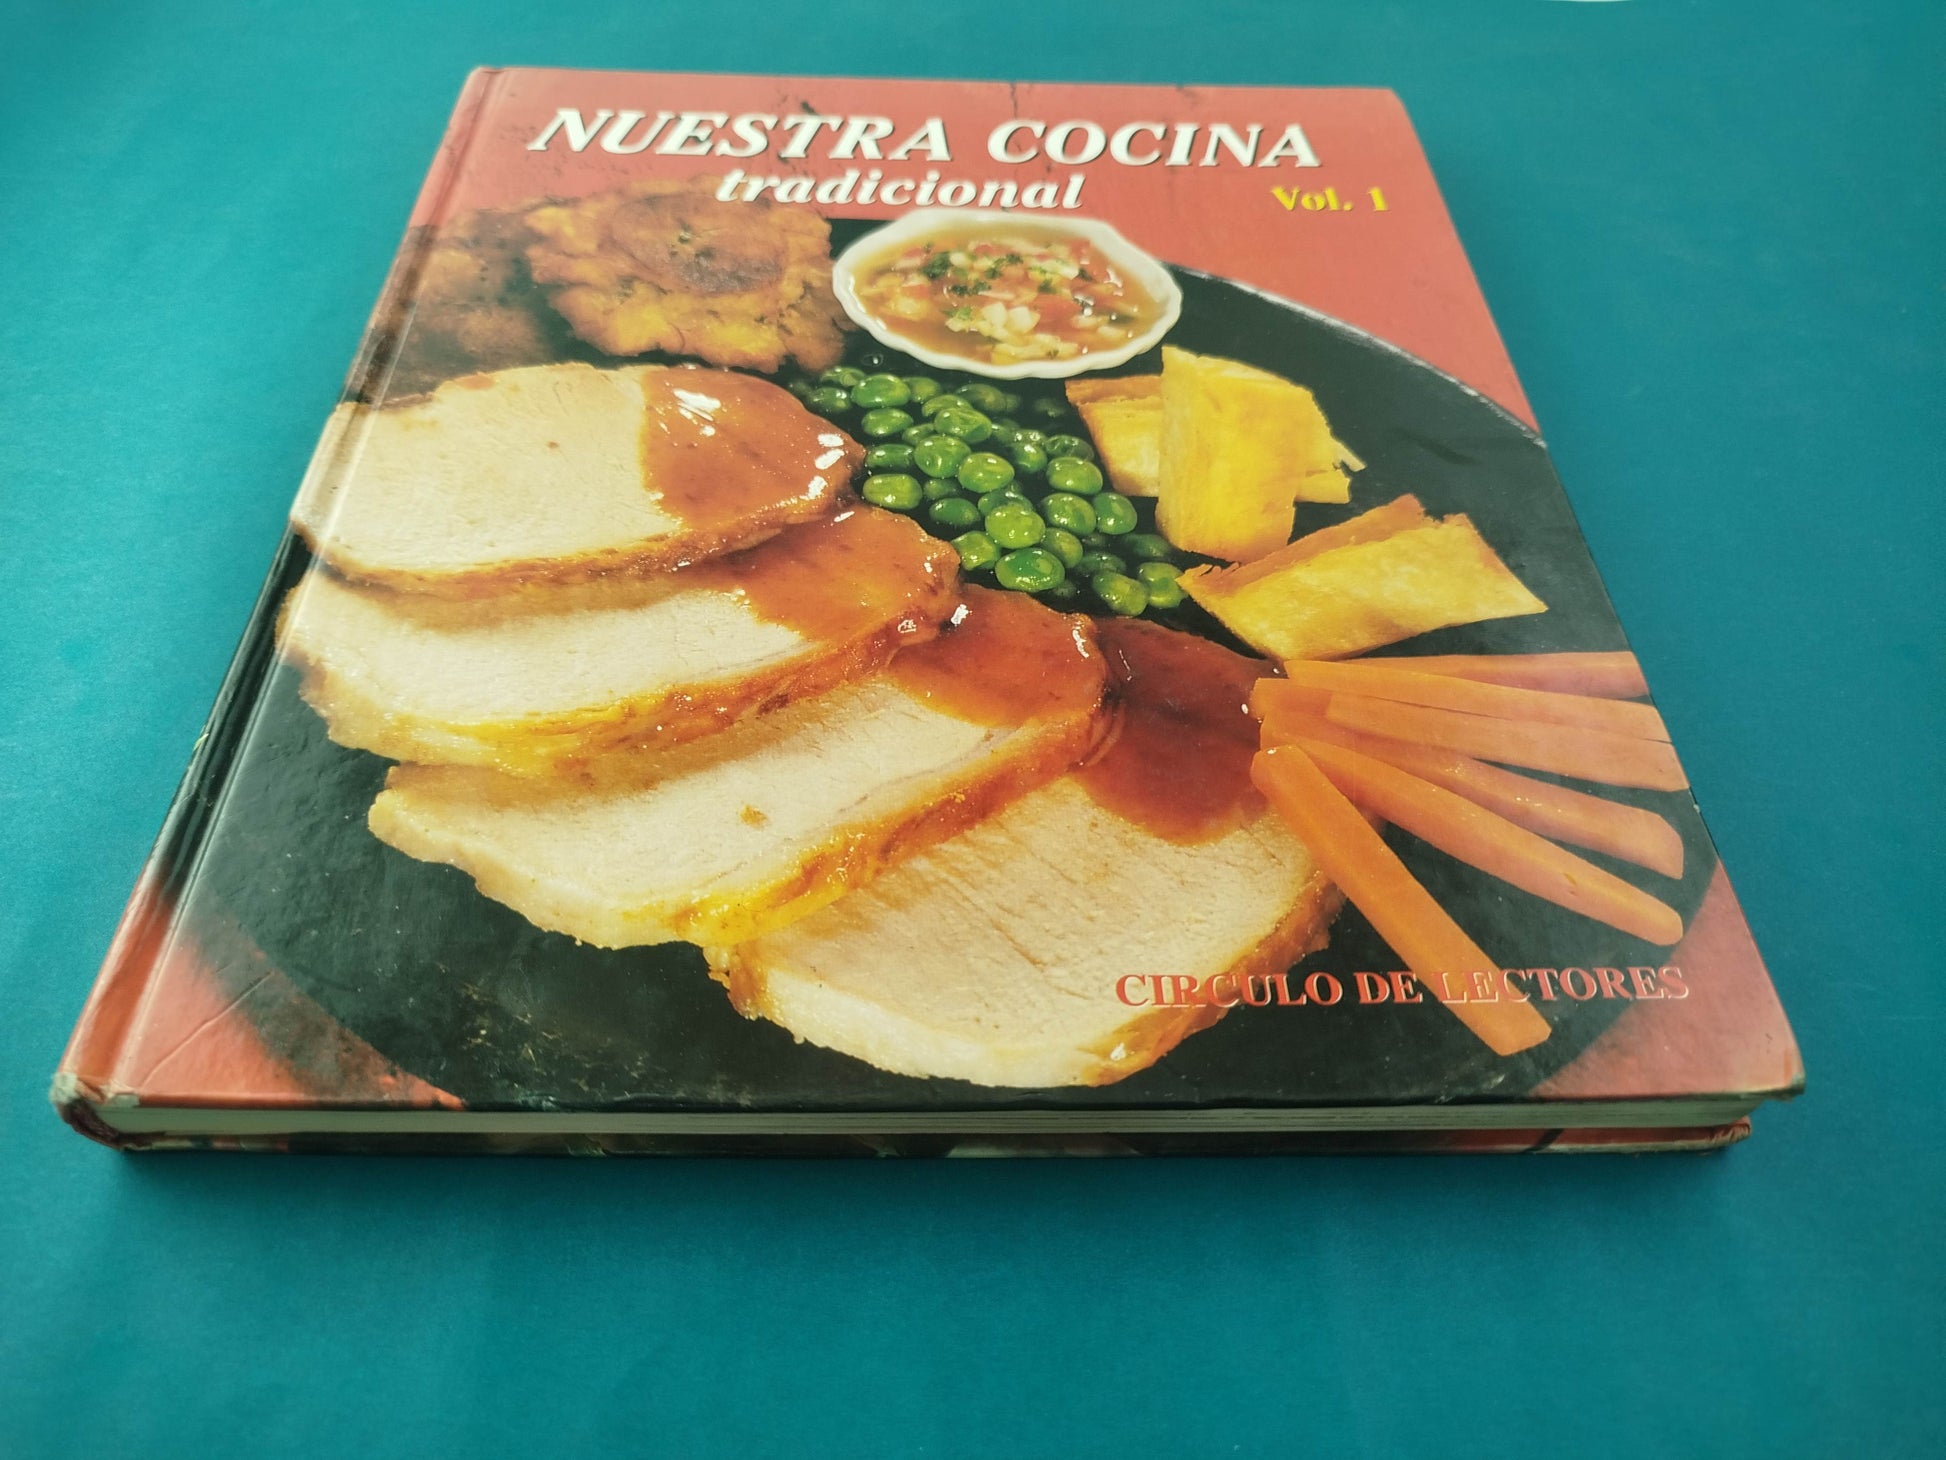 NUESTRA COCINA
tradicional
Vol. 1
CIRCULO DE LECTORES